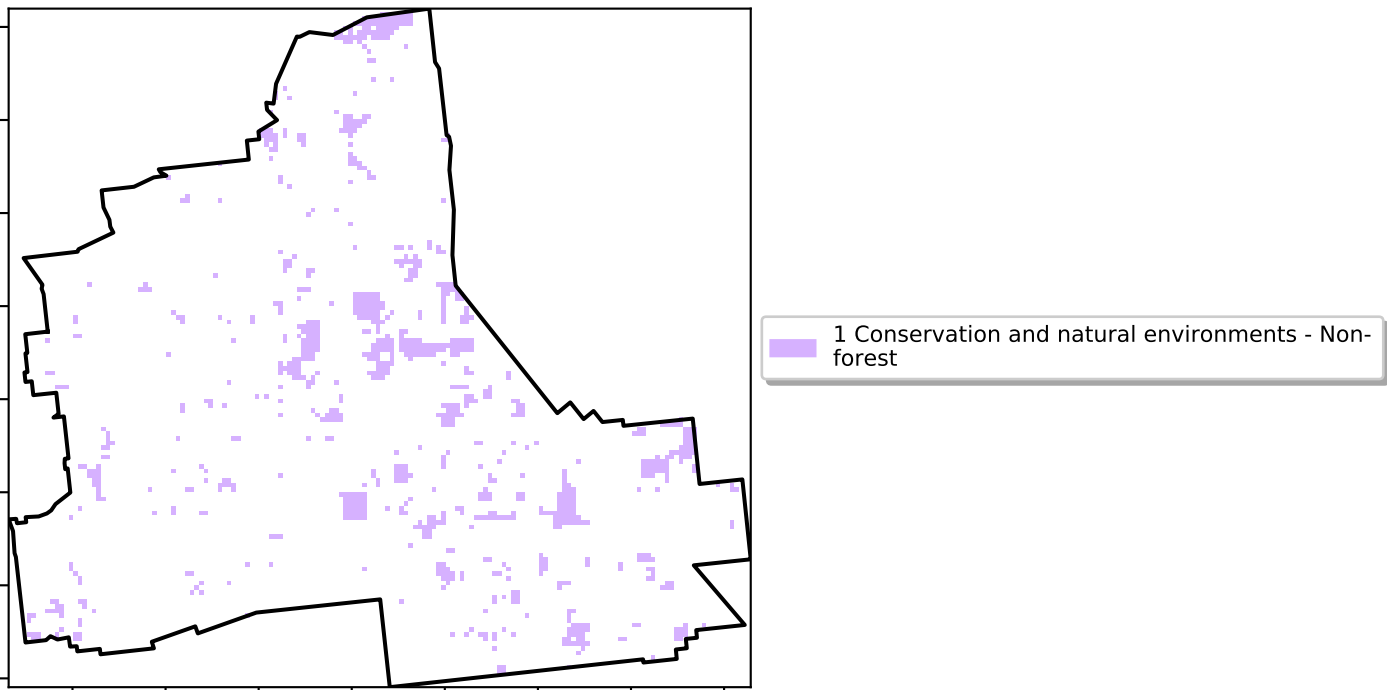 1 Conservation and natural environments - Non-
forest